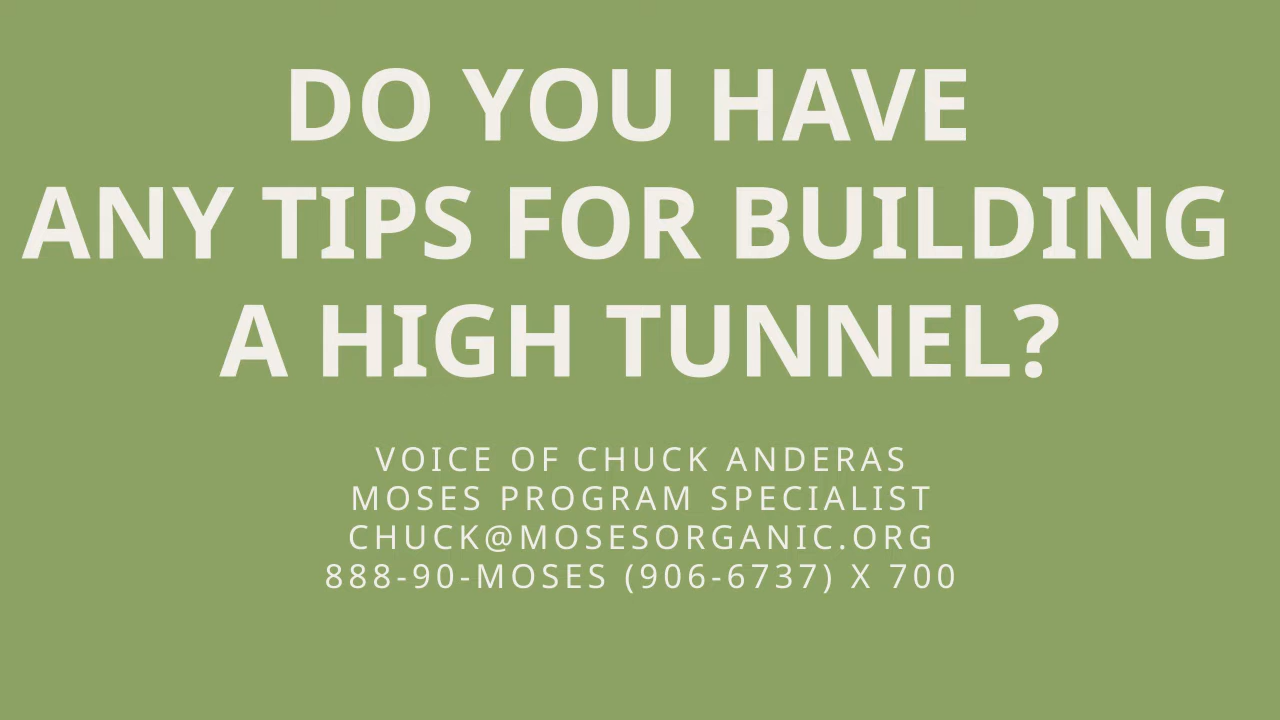 DO YOU HAVE
ANY TIPS FOR BUILDING
A HIGH TUNNEL?
VOICE OF CHUCK ANDERAS
MOSES PROGRAM SPECIALIST
CHUCK@MOSESORGANIC.ORG
888-90-MOSES (906-6737) X 700